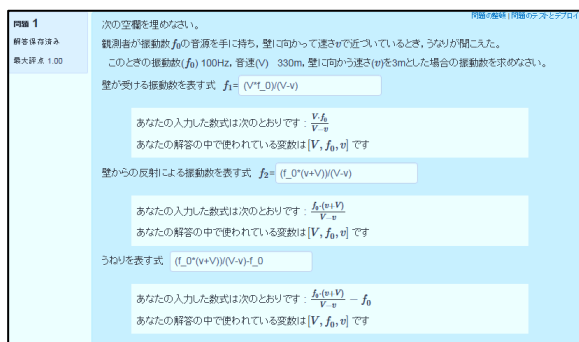 問題の整頓 | 問題のテストとデプロイ
問題 1
解答保存済み
最大評点 1.00
次の空欄を埋めなさい。
観測者が振動数f₀の音源を手に持ち, 壁に向かって速さvで近づいているとき, うなりが聞こえた。
このときの振動数(f₀) 100Hz, 音速(V) 330m, 壁に向から速さ(v)を3mとした場合の振動数を求めなさい。
壁が受ける振動数を表す式 f₁= (V*f_0)/(V-v)
あなたの入力した数式は次のとおりです : V·f₀/(V−v)
あなたの解答の中で使われている変数は [V, f₀, v] です
壁からの反射による振動数を表す式 f₂= (f_0*(v+V))/(V-v)
あなたの入力した数式は次のとおりです : f₀·(v+V)/(V−v)
あなたの解答の中で使われている変数は [V, f₀, v] です
うねりを表す式 (f_0*(v+V))/(V-v)-f_0
あなたの入力した数式は次のとおりです : f₀·(v+V)/(V−v) − f₀
あなたの解答の中で使われている変数は [V, f₀, v] です